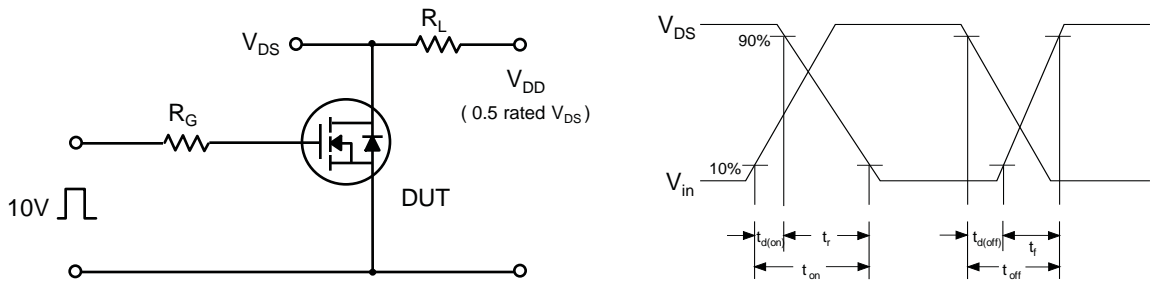 V_DS
R_L
V_DD
( 0.5 rated V_DS )
R_G
DUT
10V
V_DS
90%
V_in
10%
t_d(on)
t_r
t_on
t_d(off)
t_f
t_off